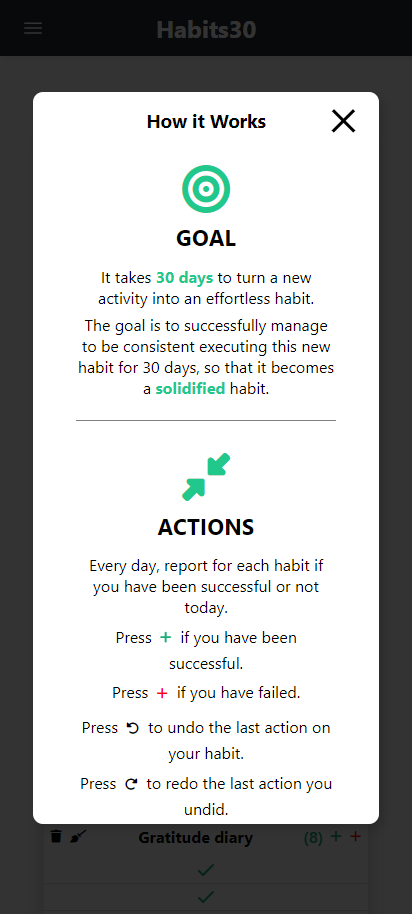 Habits30
How it Works
GOAL
It takes 30 days to turn a new
activity into an effortless habit.
The goal is to successfully manage
to be consistent executing this new
habit for 30 days, so that it becomes
a solidified habit.
ACTIONS
Every day, report for each habit if
you have been successful or not
today.
Press + if you have been
successful.
Press + if you have failed.
Press to undo the last action on
your habit.
Press to redo the last action you
undid.
Gratitude diary (8) + +